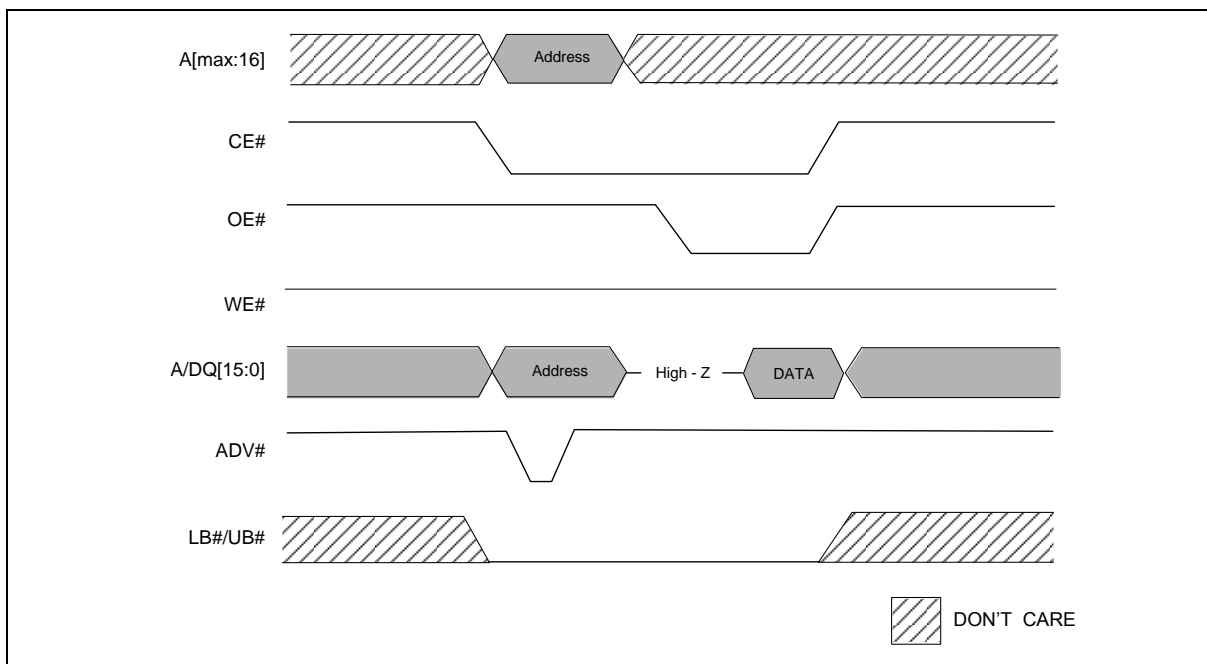 A[max:16]
Address
CE#
OE#
WE#
A/DQ[15:0]
Address
High - Z
DATA
ADV#
LB#/UB#
DON'T CARE